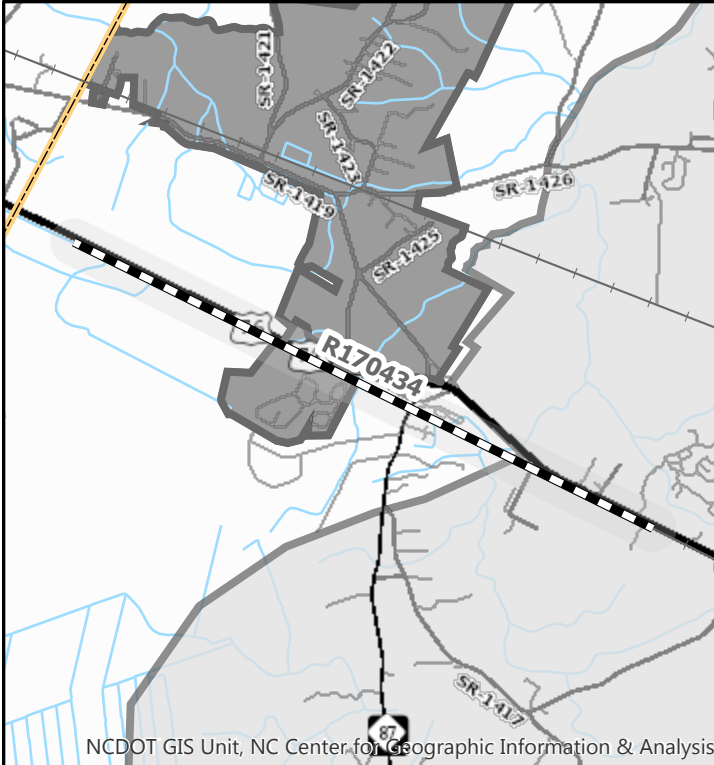 SR-1421
SR-1422
SR-1423
SR-1426
SR-1419
SR-1425
R170434
SR-1417
87
NCDOT GIS Unit, NC Center for Geographic Information & Analysis